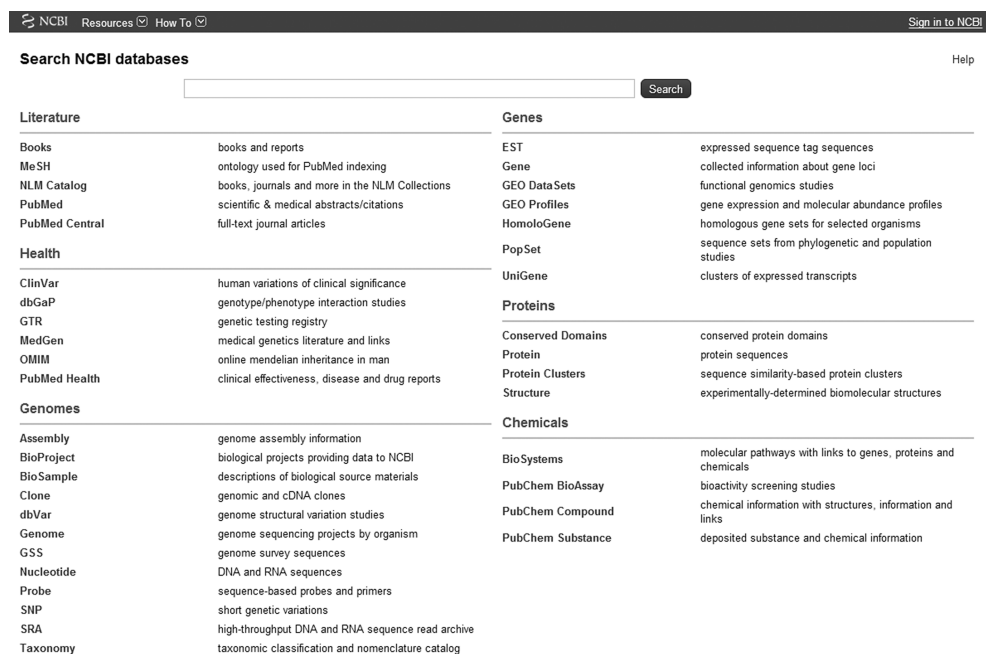 NCBI Resources How To Sign in to NCBI
Search NCBI databases Help
Search
Literature
Books books and reports
MeSH ontology used for PubMed indexing
NLM Catalog books, journals and more in the NLM Collections
PubMed scientific & medical abstracts/citations
PubMed Central full-text journal articles
Health
ClinVar human variations of clinical significance
dbGaP genotype/phenotype interaction studies
GTR genetic testing registry
MedGen medical genetics literature and links
OMIM online mendelian inheritance in man
PubMed Health clinical effectiveness, disease and drug reports
Genomes
Assembly genome assembly information
BioProject biological projects providing data to NCBI
BioSample descriptions of biological source materials
Clone genomic and cDNA clones
dbVar genome structural variation studies
Genome genome sequencing projects by organism
GSS genome survey sequences
Nucleotide DNA and RNA sequences
Probe sequence-based probes and primers
SNP short genetic variations
SRA high-throughput DNA and RNA sequence read archive
Taxonomy taxonomic classification and nomenclature catalog
Genes
EST expressed sequence tag sequences
Gene collected information about gene loci
GEO DataSets functional genomics studies
GEO Profiles gene expression and molecular abundance profiles
HomoloGene homologous gene sets for selected organisms
PopSet sequence sets from phylogenetic and population
studies
UniGene clusters of expressed transcripts
Proteins
Conserved Domains conserved protein domains
Protein protein sequences
Protein Clusters sequence similarity-based protein clusters
Structure experimentally-determined biomolecular structures
Chemicals
BioSystems molecular pathways with links to genes, proteins and
chemicals
PubChem BioAssay bioactivity screening studies
PubChem Compound chemical information with structures, information and
links
PubChem Substance deposited substance and chemical information